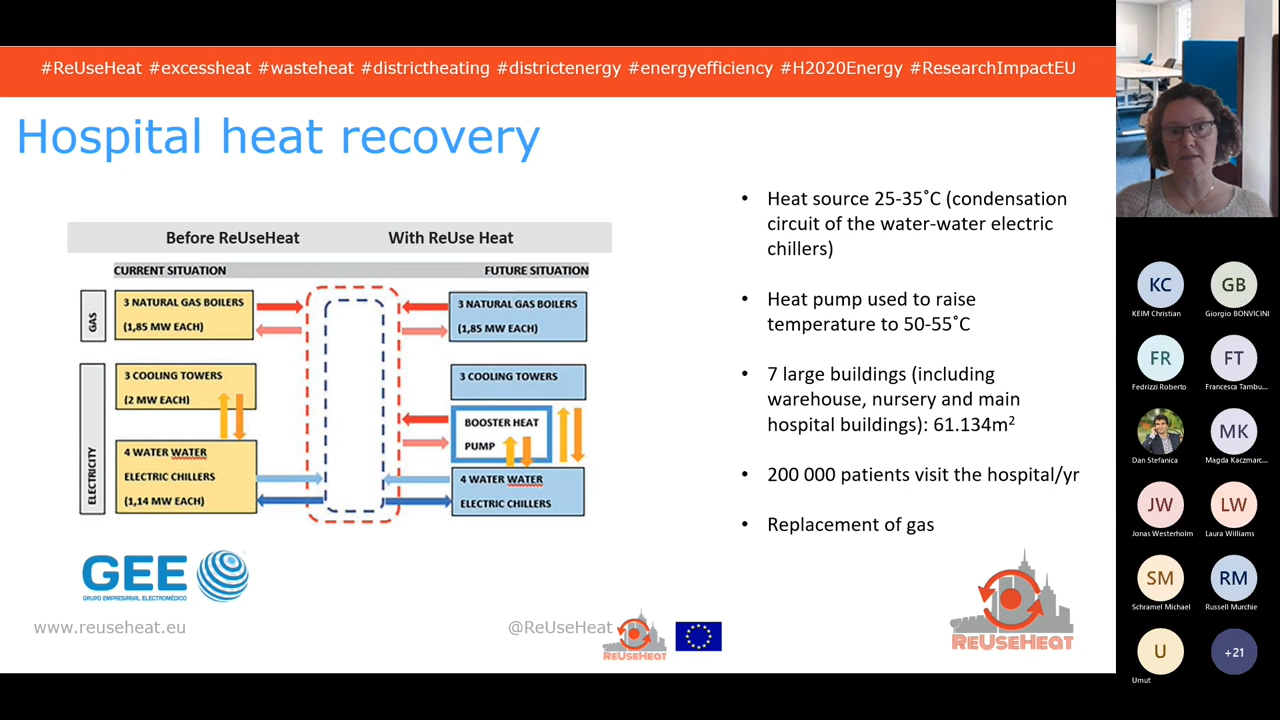 #ReUseHeat #excessheat #wasteheat #districtheating #districtenergy #energyefficiency #H2020Energy #ResearchImpactEU
Hospital heat recovery
Before ReUseHeat
With ReUse Heat
CURRENT SITUATION
FUTURE SITUATION
GAS
3 NATURAL GAS BOILERS
(1,85 MW EACH)
3 NATURAL GAS BOILERS
(1,85 MW EACH)
ELECTRICITY
3 COOLING TOWERS
(2 MW EACH)
3 COOLING TOWERS
BOOSTER HEAT
PUMP
4 WATER WATER
ELECTRIC CHILLERS
(1,14 MW EACH)
4 WATER WATER
ELECTRIC CHILLERS
• Heat source 25-35˚C (condensation
circuit of the water-water electric
chillers)
• Heat pump used to raise
temperature to 50-55˚C
• 7 large buildings (including
warehouse, nursery and main
hospital buildings): 61.134m²
• 200 000 patients visit the hospital/yr
• Replacement of gas
GEE
GRUPO EMPRESARIAL ELECTROMÉDICO
www.reuseheat.eu
@ReUseHeat
REUSEHEAT
REUSEHEAT
KC
KEIM Christian
GB
Giorgio BONVICINI
FR
Fedrizzi Roberto
FT
Francesca Tambu...
Dan Stefanica
MK
Magda Kaczmarc...
JW
Jonas Westerholm
LW
Laura Williams
SM
Schramel Michael
RM
Russell Murchie
U
Umut
+21